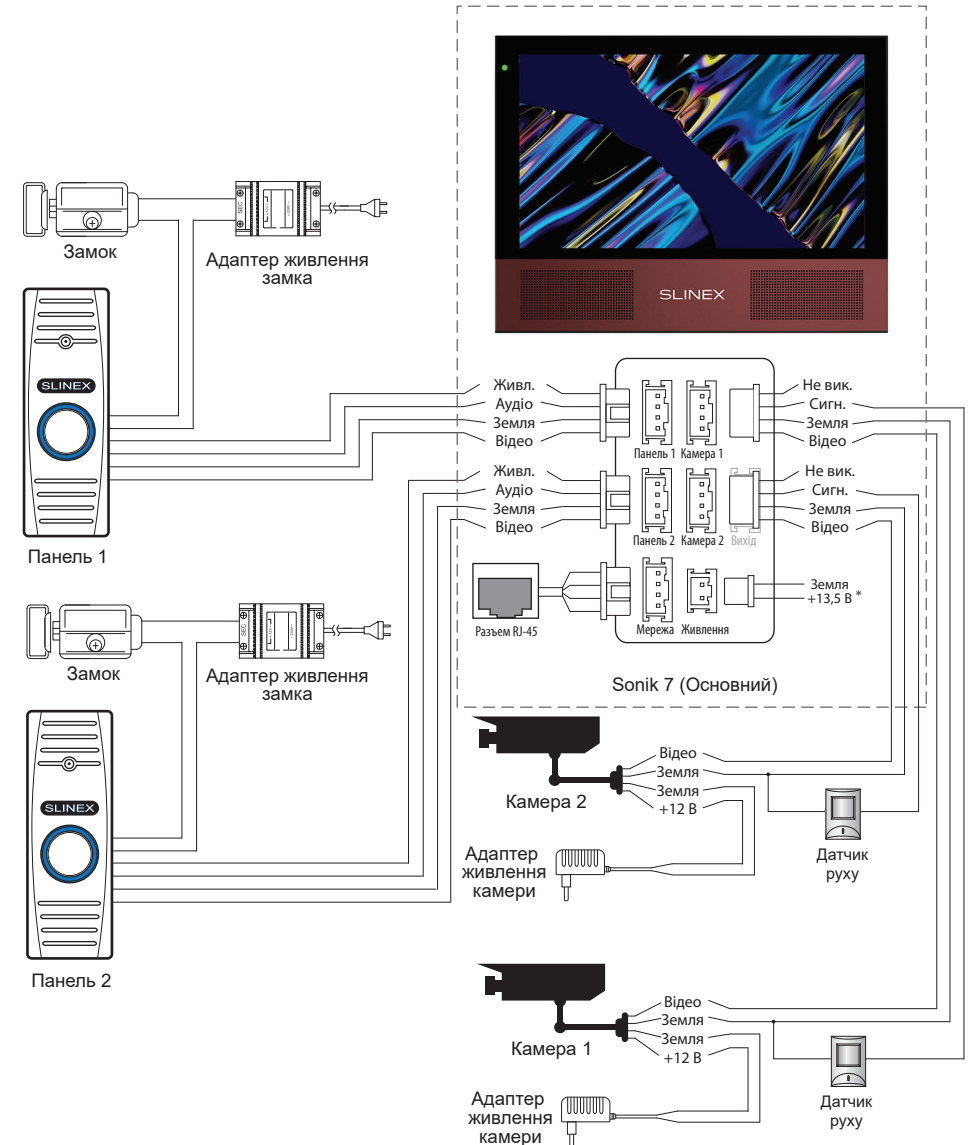 SLINEX
Замок
SEC
Адаптер живлення
замка
SLINEX
Панель 1
Живл.
Аудіо
Земля
Відео
Панель 1
Камера 1
Не вик.
Сигн.
Земля
Відео
Живл.
Аудіо
Земля
Відео
Панель 2
Камера 2
Вихід
Не вик.
Сигн.
Земля
Відео
Разъем RJ-45
Мережа
Живлення
Земля
+13,5 В *
Sonik 7 (Основний)
Замок
SEC
Адаптер живлення
замка
SLINEX
Панель 2
Камера 2
Відео
Земля
Земля
+12 В
Адаптер
живлення
камери
Датчик
руху
Камера 1
Відео
Земля
Земля
+12 В
Адаптер
живлення
камери
Датчик
руху